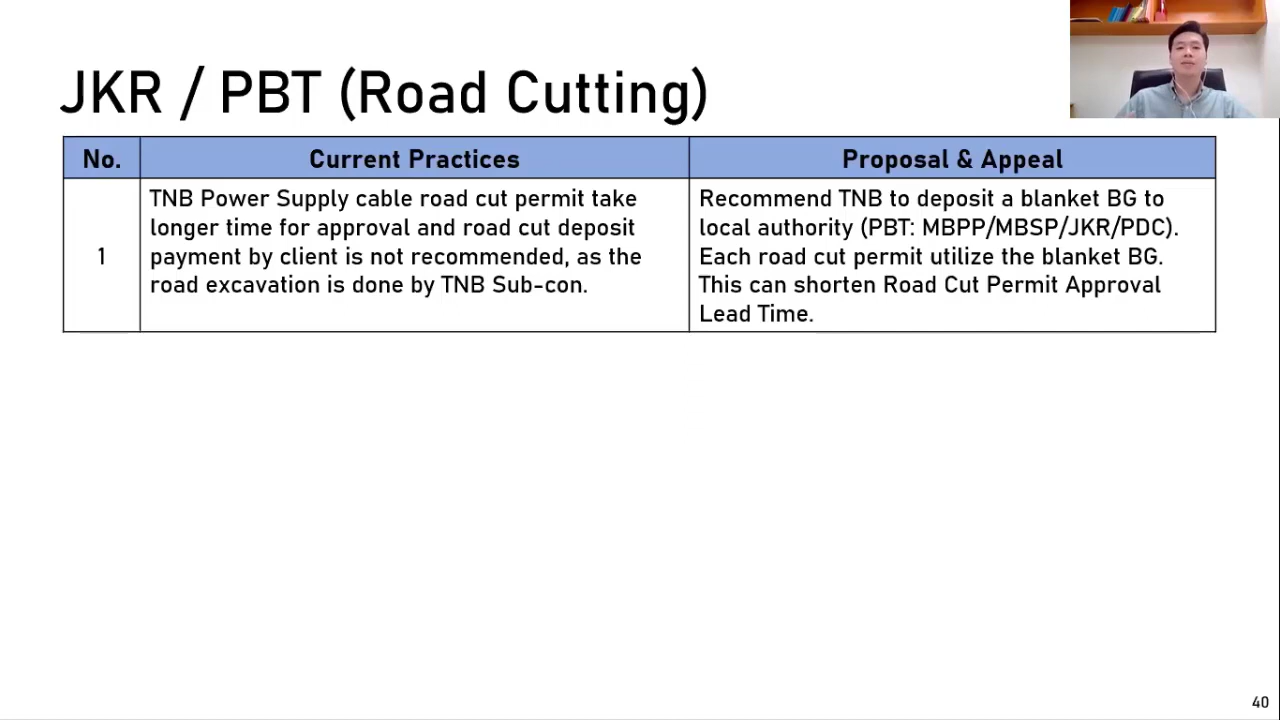 JKR / PBT (Road Cutting)
No.
Current Practices
Proposal & Appeal
1
TNB Power Supply cable road cut permit take
longer time for approval and road cut deposit
payment by client is not recommended, as the
road excavation is done by TNB Sub-con.
Recommend TNB to deposit a blanket BG to
local authority (PBT: MBPP/MBSP/JKR/PDC).
Each road cut permit utilize the blanket BG.
This can shorten Road Cut Permit Approval
Lead Time.
40